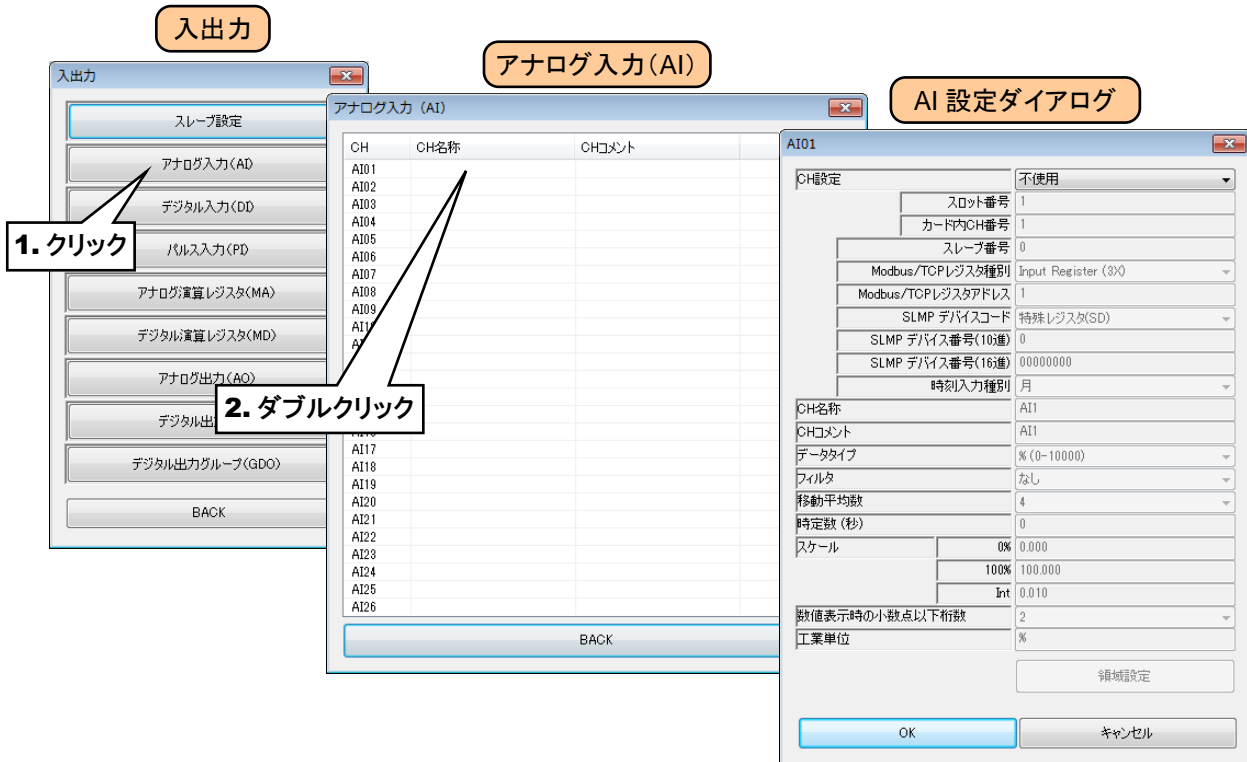 入出力
入出力
スレーブ設定
アナログ入力(AI)
デジタル入力(DI)
パルス入力(PI)
アナログ演算レジスタ(MA)
デジタル演算レジスタ(MD)
アナログ出力(AO)
デジタル出
デジタル出力グループ(GDO)
BACK
1. クリック
アナログ入力(AI)
アナログ入力 (AI)
CH CH名称 CHコメント
AI01
AI02
AI03
AI04
AI05
AI06
AI07
AI08
AI09
AI17
AI18
AI19
AI20
AI21
AI22
AI23
AI24
AI25
AI26
BACK
2. ダブルクリック
AI 設定ダイアログ
AI01
CH設定 不使用
スロット番号 1
カード内CH番号 1
スレーブ番号 0
Modbus/TCPレジスタ種別 Input Register (3X)
Modbus/TCPレジスタアドレス 1
SLMP デバイスコード 特殊レジスタ(SD)
SLMP デバイス番号(10進) 0
SLMP デバイス番号(16進) 00000000
時刻入力種別 月
CH名称 AI1
CHコメント AI1
データタイプ % (0-10000)
フィルタ なし
移動平均数 4
時定数 (秒) 0
スケール 0% 0.000
100% 100.000
Int 0.010
数値表示時の小数点以下桁数 2
工業単位 %
領域設定
OK キャンセル